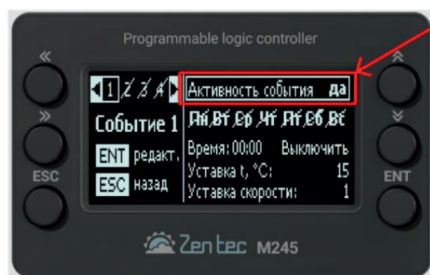 Programmable logic controller
1 2 3 4
Активность события да
Событие 1
Пн,Вт,Ср,Чт,Пт,Сб,Вс
ENT редакт.
Время: 00:00 Выключить
ESC назад
Уставка t, °C: 15
Уставка скорости: 1
ESC
ENT
Zentec M245